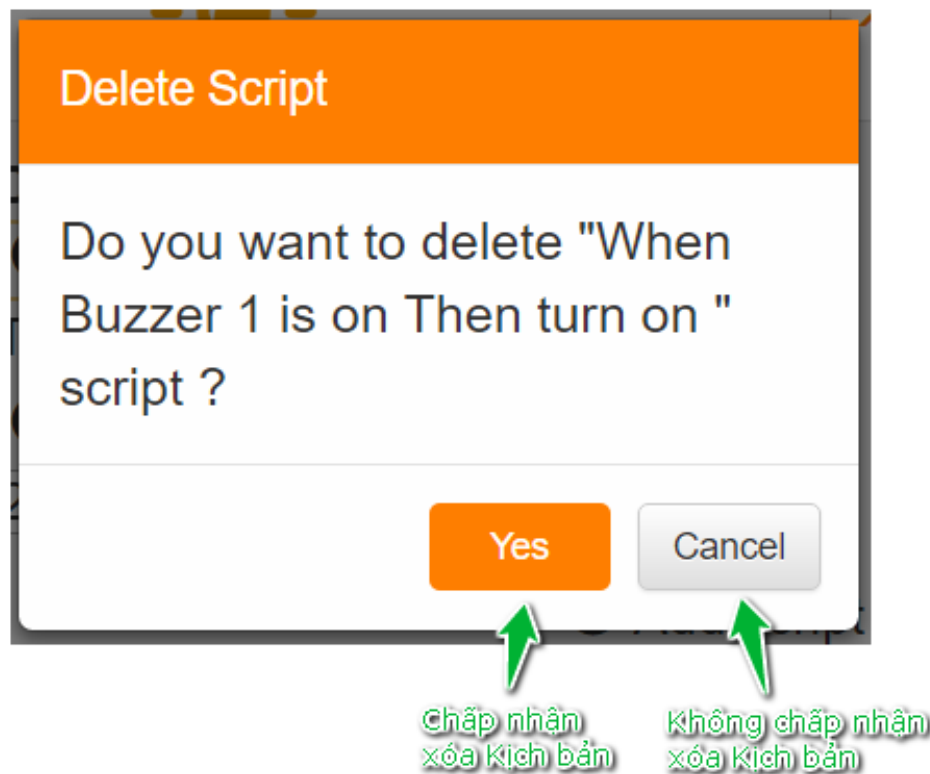 Delete Script
Do you want to delete "When
Buzzer 1 is on Then turn on "
script ?
Yes
Cancel
Chấp nhận
xóa Kịch bản
Không chấp nhận
xóa Kịch bản